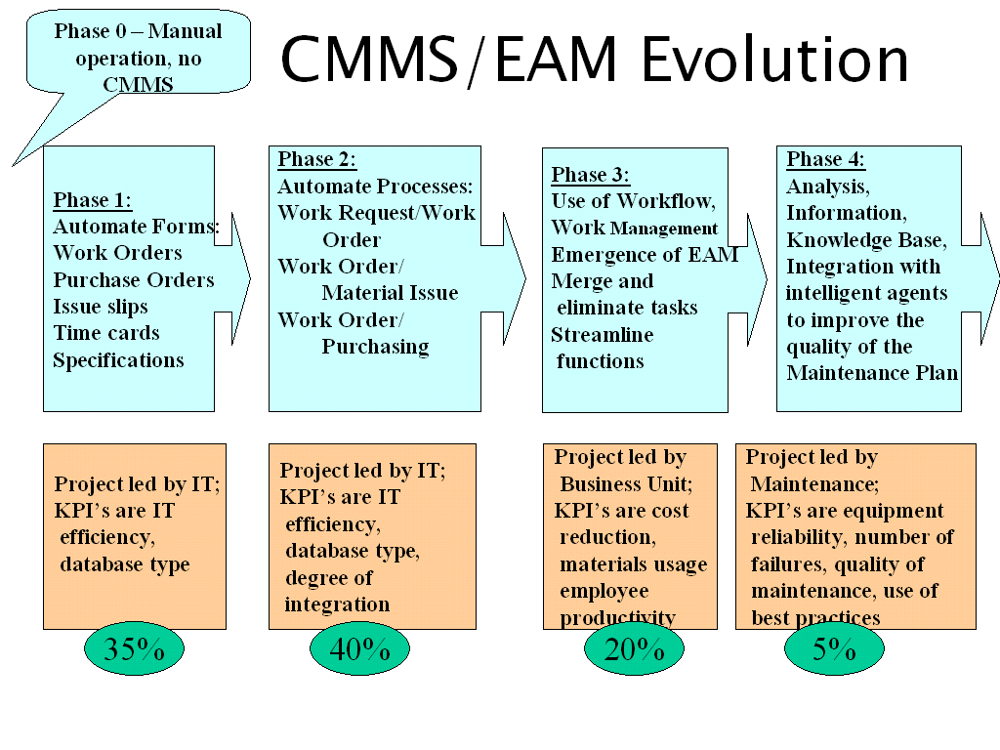 Phase 0 – Manual
operation, no
CMMS
CMMS/EAM Evolution
Phase 1:
Automate Forms:
Work Orders
Purchase Orders
Issue slips
Time cards
Specifications
Phase 2:
Automate Processes:
Work Request/Work
Order
Work Order/
Material Issue
Work Order/
Purchasing
Phase 3:
Use of Workflow,
Work Management
Emergence of EAM
Merge and
eliminate tasks
Streamline
functions
Phase 4:
Analysis,
Information,
Knowledge Base,
Integration with
intelligent agents
to improve the
quality of the
Maintenance Plan
Project led by IT;
KPI’s are IT
efficiency,
database type
35%
Project led by IT;
KPI’s are IT
efficiency,
database type,
degree of
integration
40%
Project led by
Business Unit;
KPI’s are cost
reduction,
materials usage
employee
productivity
20%
Project led by
Maintenance;
KPI’s are equipment
reliability, number of
failures, quality of
maintenance, use of
best practices
5%